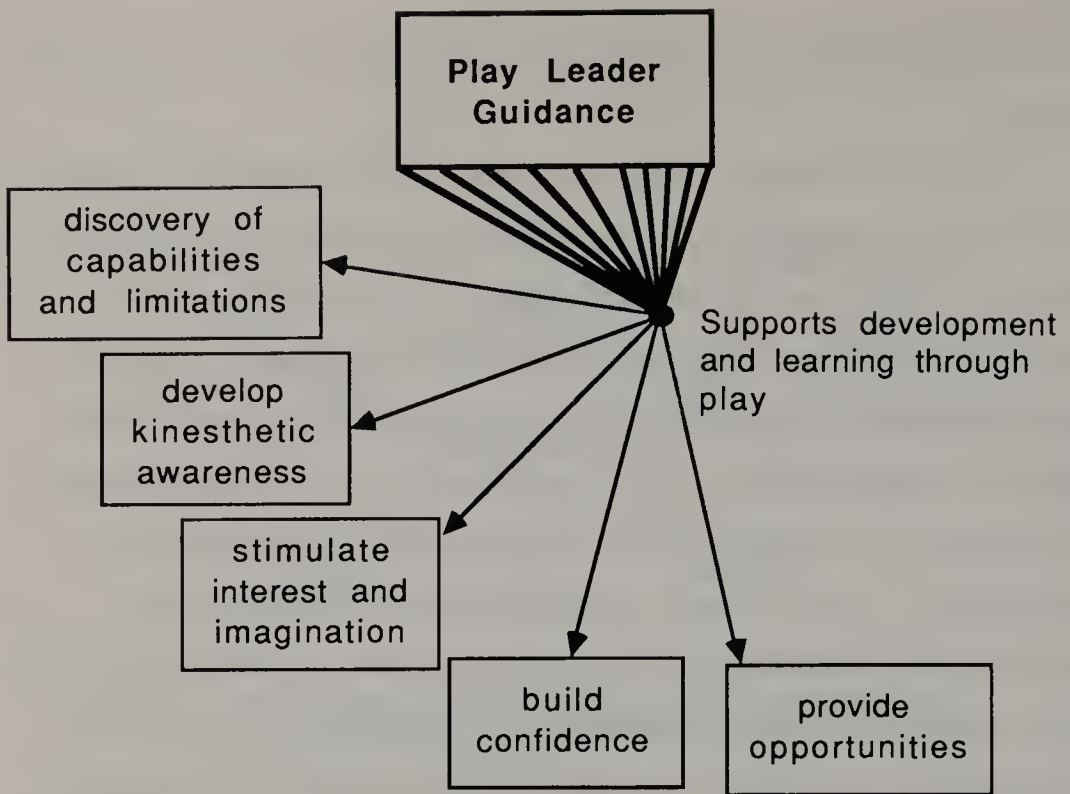 Play Leader
Guidance
discovery of
capabilities
and limitations
Supports development
and learning through
play
develop
kinesthetic
awareness
stimulate
interest and
imagination
build
confidence
provide
opportunities